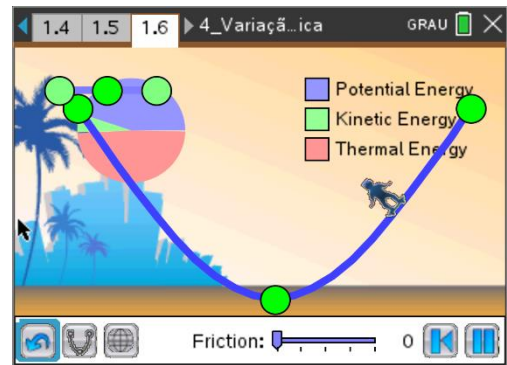 1.4 1.5 1.6 4_Variaçã…ica GRAU
Potential Energy
Kinetic Energy
Thermal Energy
Friction: 0